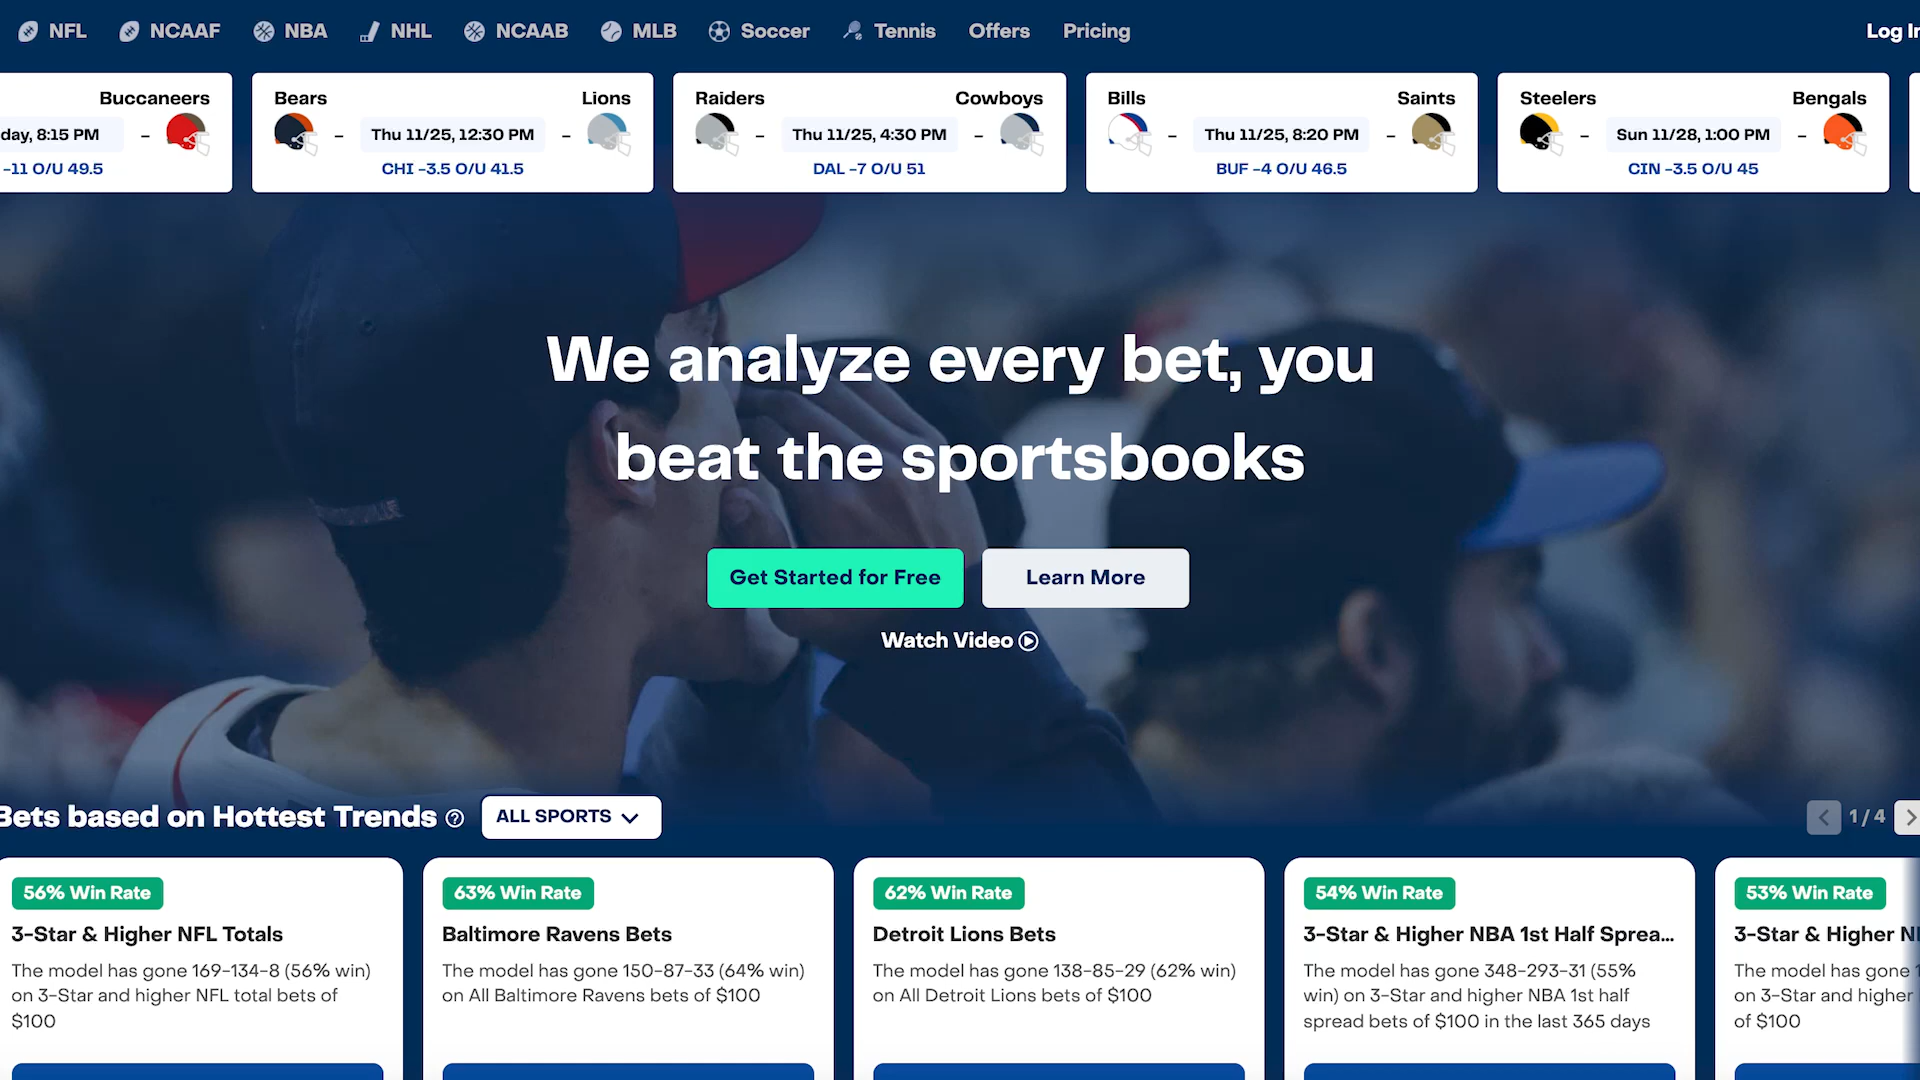 NFL NCAAF NBA NHL NCAAB MLB Soccer Tennis Offers Pricing Log In
Buccaneers
day, 8:15 PM –
-11 O/U 49.5
Bears Lions
– Thu 11/25, 12:30 PM –
CHI -3.5 O/U 41.5
Raiders Cowboys
– Thu 11/25, 4:30 PM –
DAL -7 O/U 51
Bills Saints
– Thu 11/25, 8:20 PM –
BUF -4 O/U 46.5
Steelers Bengals
– Sun 11/28, 1:00 PM –
CIN -3.5 O/U 45
We analyze every bet, you
beat the sportsbooks
Get Started for Free Learn More
Watch Video
Bets based on Hottest Trends ? ALL SPORTS 1 / 4
56% Win Rate
3-Star & Higher NFL Totals
The model has gone 169-134-8 (56% win)
on 3-Star and higher NFL total bets of
$100
63% Win Rate
Baltimore Ravens Bets
The model has gone 150-87-33 (64% win)
on All Baltimore Ravens bets of $100
62% Win Rate
Detroit Lions Bets
The model has gone 138-85-29 (62% win)
on All Detroit Lions bets of $100
54% Win Rate
3-Star & Higher NBA 1st Half Sprea...
The model has gone 348-293-31 (55%
win) on 3-Star and higher NBA 1st half
spread bets of $100 in the last 365 days
53% Win Rate
3-Star & Higher
The model has gone
on 3-Star and higher
of $100